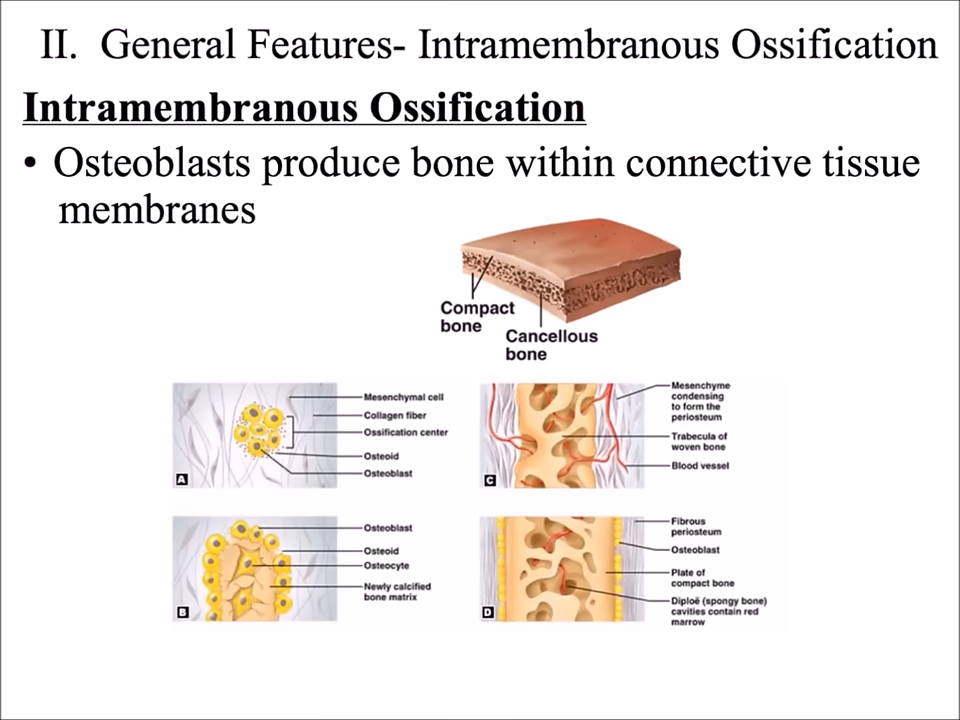 II. General Features- Intramembranous Ossification
Intramembranous Ossification
• Osteoblasts produce bone within connective tissue
membranes
Compact
bone
Cancellous
bone
Mesenchymal cell
Collagen fiber
Ossification center
Osteoid
Osteoblast
A
Mesenchyme
condensing
to form the
periosteum
Trabecula of
woven bone
Blood vessel
C
Osteoblast
Osteoid
Osteocyte
Newly calcified
bone matrix
B
Fibrous
periosteum
Osteoblast
Plate of
compact bone
Diploë (spongy bone)
cavities contain red
marrow
D